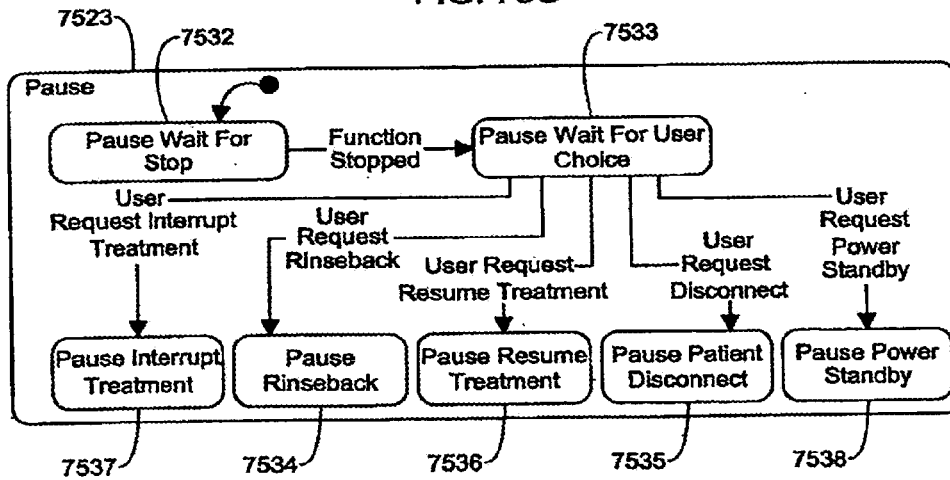 7523
7532
7533
Pause
Pause Wait For
Stop
Function
Stopped
Pause Wait For User
Choice
User
Request Interrupt
Treatment
User
Request
Rinseback
User Request
Resume Treatment
User
Request
Disconnect
User
Request
Power
Standby
Pause Interrupt
Treatment
Pause
Rinseback
Pause Resume
Treatment
Pause Patient
Disconnect
Pause Power
Standby
7537
7534
7536
7535
7538